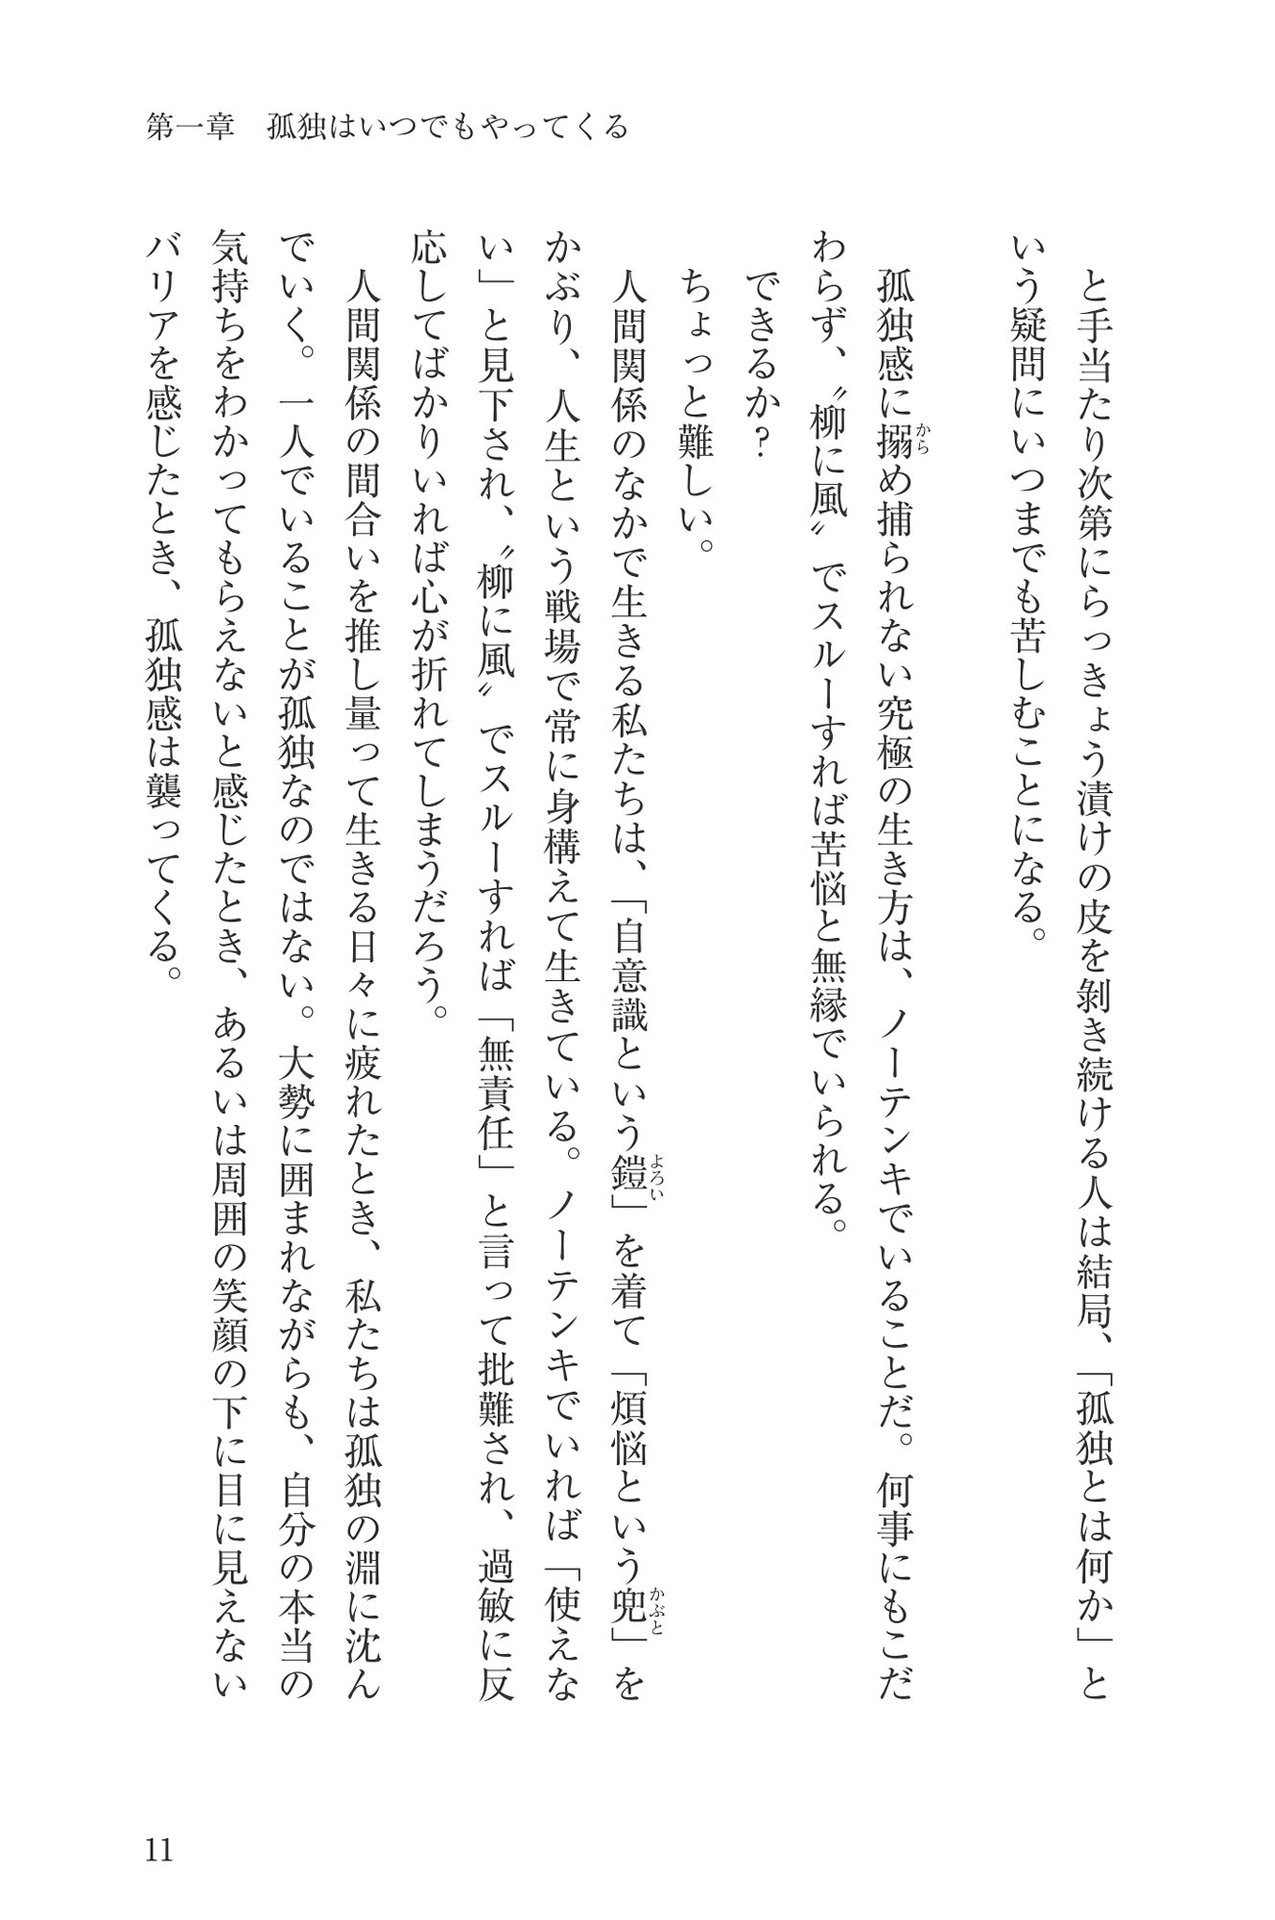 第一章　孤独はいつでもやってくる
　と手当たり次第にらっきょう漬けの皮を剝き続ける人は結局、「孤独とは何か」と
いう疑問にいつまでも苦しむことになる。
　孤独感に搦め捕られない究極の生き方は、ノーテンキでいることだ。何事にもこだ
から
わらず、〝柳に風〟でスルーすれば苦悩と無縁でいられる。
　できるか？
　ちょっと難しい。
　人間関係のなかで生きる私たちは、「自意識という鎧」を着て「煩悩という兜」を
よろい
かぶと
かぶり、人生という戦場で常に身構えて生きている。ノーテンキでいれば「使えな
い」と見下され、〝柳に風〟でスルーすれば「無責任」と言って批難され、過敏に反
応してばかりいれば心が折れてしまうだろう。
　人間関係の間合いを推し量って生きる日々に疲れたとき、私たちは孤独の淵に沈ん
でいく。一人でいることが孤独なのではない。大勢に囲まれながらも、自分の本当の
気持ちをわかってもらえないと感じたとき、あるいは周囲の笑顔の下に目に見えない
バリアを感じたとき、孤独感は襲ってくる。
11